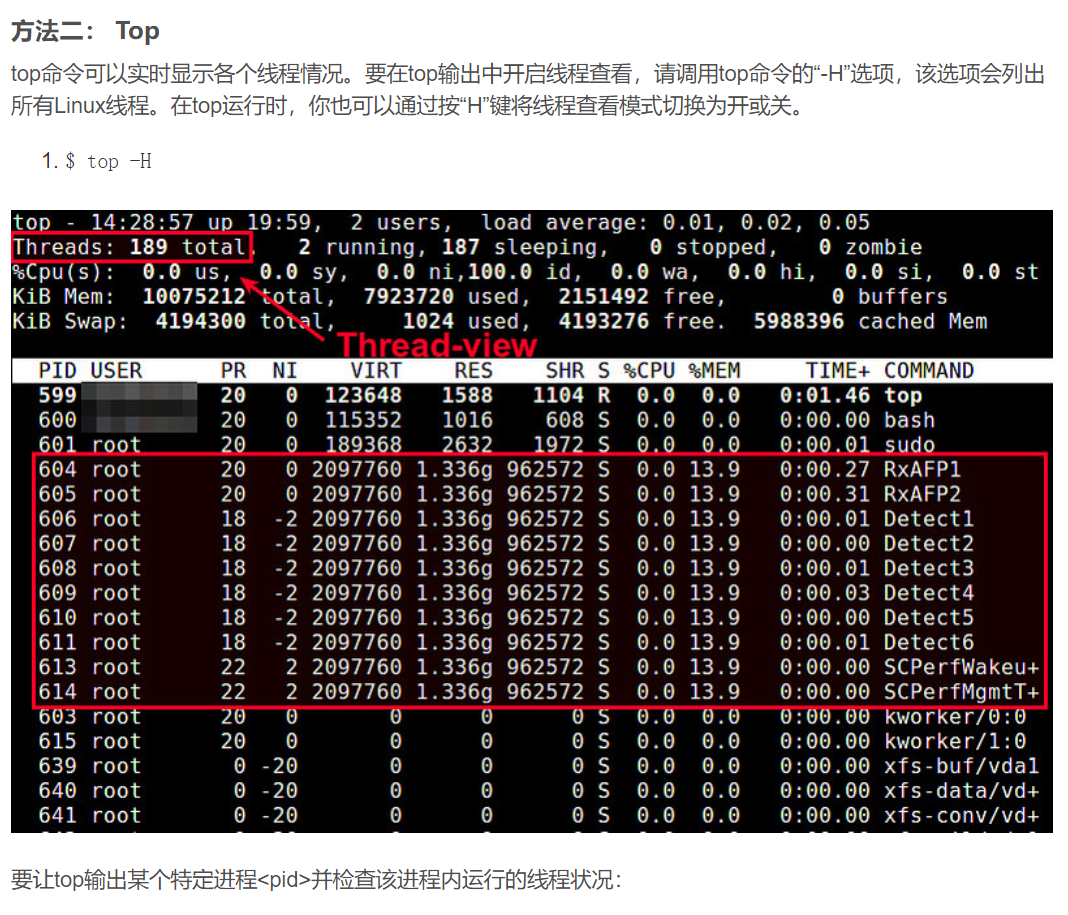 方法二： Top
top命令可以实时显示各个线程情况。要在top输出中开启线程查看，请调用top命令的“-H”选项，该选项会列出
所有Linux线程。在top运行时，你也可以通过按“H”键将线程查看模式切换为开或关。
1. $ top -H
top - 14:28:57 up 19:59,  2 users,  load average: 0.01, 0.02, 0.05
Threads: 189 total,   2 running, 187 sleeping,   0 stopped,   0 zombie
%Cpu(s):  0.0 us,  0.0 sy,  0.0 ni,100.0 id,  0.0 wa,  0.0 hi,  0.0 si,  0.0 st
KiB Mem:  10075212 total,  7923720 used,  2151492 free,        0 buffers
KiB Swap:  4194300 total,     1024 used,  4193276 free.  5988396 cached Mem
Thread-view
PID USER      PR  NI    VIRT    RES    SHR S %CPU %MEM     TIME+ COMMAND
599           20   0  123648   1588   1104 R  0.0  0.0   0:01.46 top
600           20   0  115352   1016    608 S  0.0  0.0   0:00.00 bash
601 root      20   0  189368   2632   1972 S  0.0  0.0   0:00.01 sudo
604 root      20   0 2097760 1.336g 962572 S  0.0 13.9   0:00.27 RxAFP1
605 root      20   0 2097760 1.336g 962572 S  0.0 13.9   0:00.31 RxAFP2
606 root      18  -2 2097760 1.336g 962572 S  0.0 13.9   0:00.01 Detect1
607 root      18  -2 2097760 1.336g 962572 S  0.0 13.9   0:00.00 Detect2
608 root      18  -2 2097760 1.336g 962572 S  0.0 13.9   0:00.01 Detect3
609 root      18  -2 2097760 1.336g 962572 S  0.0 13.9   0:00.03 Detect4
610 root      18  -2 2097760 1.336g 962572 S  0.0 13.9   0:00.00 Detect5
611 root      18  -2 2097760 1.336g 962572 S  0.0 13.9   0:00.01 Detect6
613 root      22   2 2097760 1.336g 962572 S  0.0 13.9   0:00.00 SCPerfWakeu+
614 root      22   2 2097760 1.336g 962572 S  0.0 13.9   0:00.00 SCPerfMgmtT+
603 root      20   0       0      0      0 S  0.0  0.0   0:00.00 kworker/0:0
615 root      20   0       0      0      0 S  0.0  0.0   0:00.00 kworker/1:0
639 root       0 -20       0      0      0 S  0.0  0.0   0:00.00 xfs-buf/vda1
640 root       0 -20       0      0      0 S  0.0  0.0   0:00.00 xfs-data/vd+
641 root       0 -20       0      0      0 S  0.0  0.0   0:00.00 xfs-conv/vd+
要让top输出某个特定进程<pid>并检查该进程内运行的线程状况：